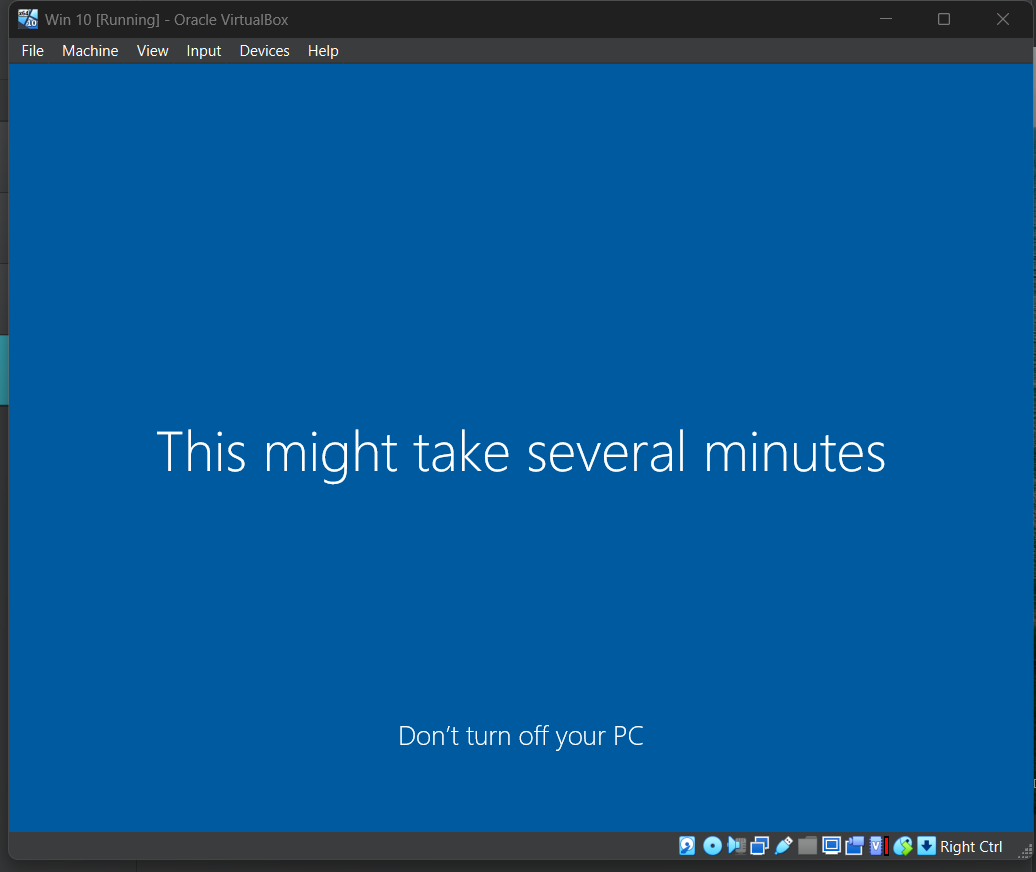 Win 10 [Running] - Oracle VirtualBox
File Machine View Input Devices Help
This might take several minutes
Don’t turn off your PC
Right Ctrl